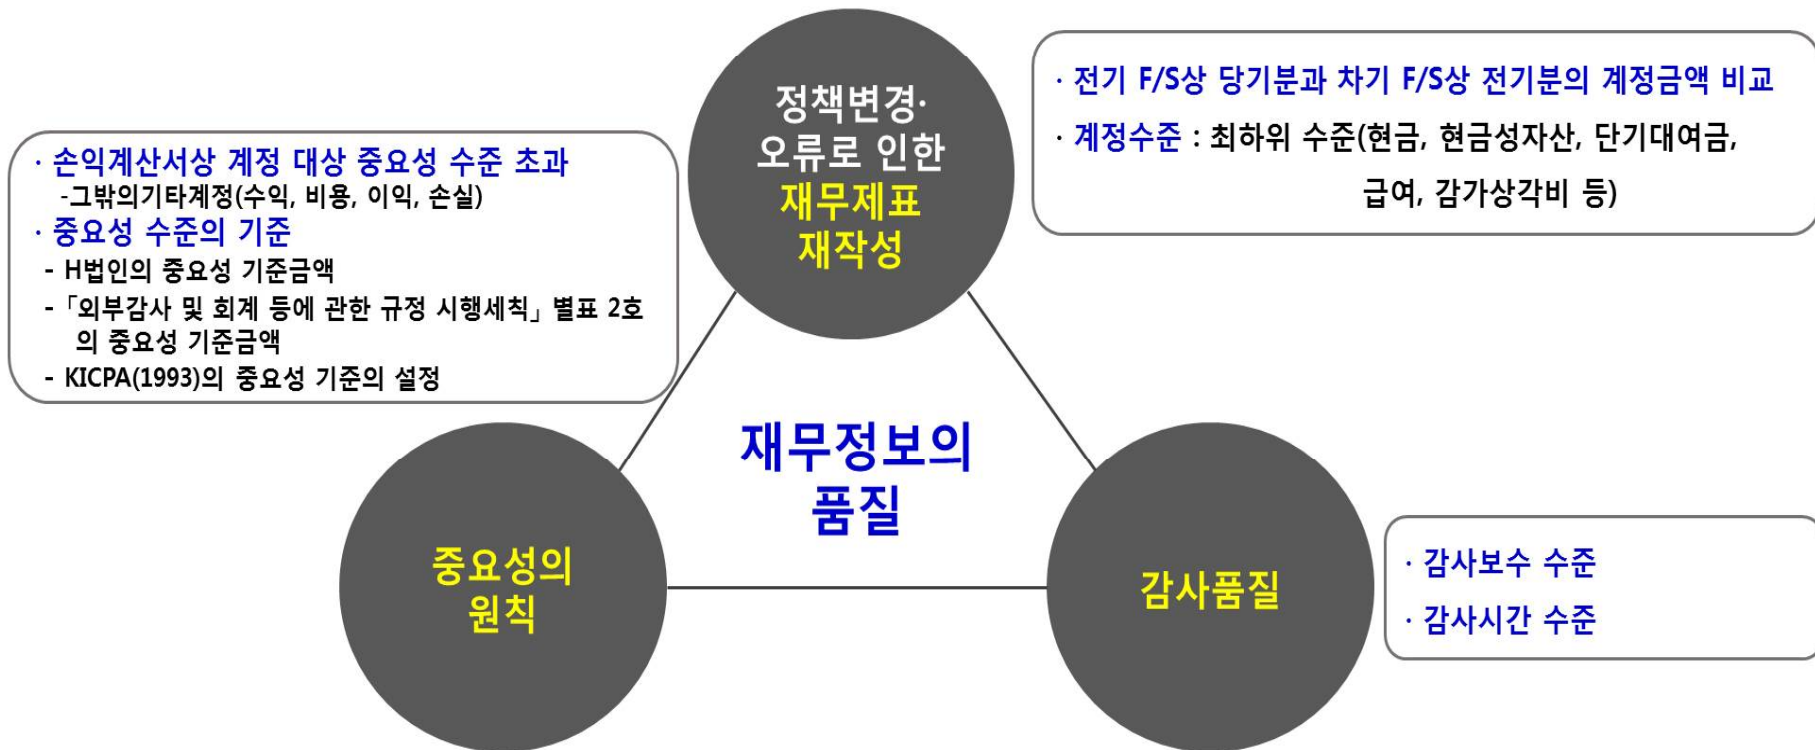 정책변경·
오류로 인한
재무제표
재작성
· 전기 F/S상 당기분과 차기 F/S상 전기분의 계정금액 비교
· 계정수준 : 최하위 수준(현금, 현금성자산, 단기대여금,
급여, 감가상각비 등)
· 손익계산서상 계정 대상 중요성 수준 초과
-그밖의기타계정(수익, 비용, 이익, 손실)
· 중요성 수준의 기준
- H법인의 중요성 기준금액
- 「외부감사 및 회계 등에 관한 규정 시행세칙」 별표 2호
의 중요성 기준금액
- KICPA(1993)의 중요성 기준의 설정
재무정보의
품질
중요성의
원칙
감사품질
· 감사보수 수준
· 감사시간 수준